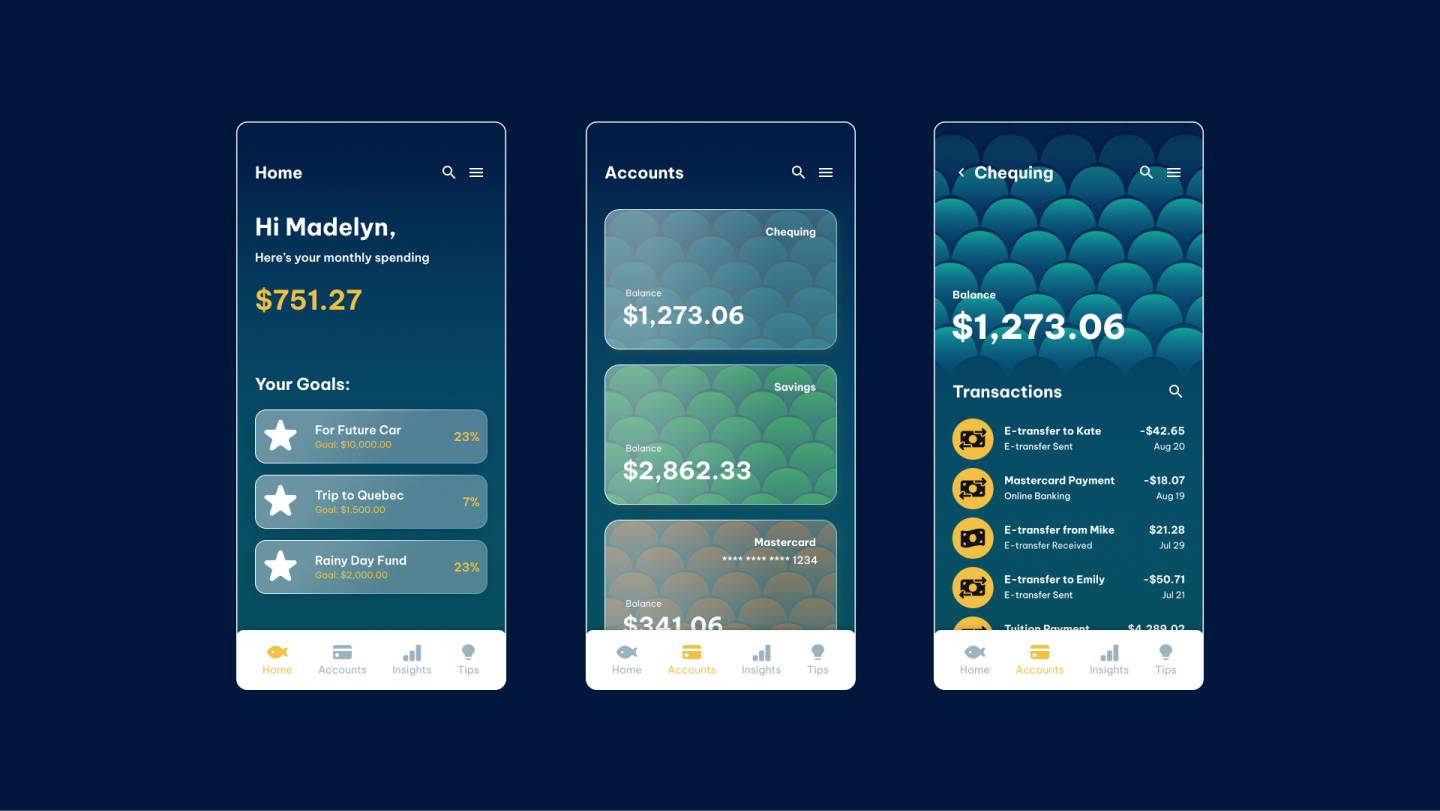 Home
Hi Madelyn,
Here's your monthly spending
$751.27
Your Goals:
For Future Car
Goal: $10,000.00
23%
Trip to Quebec
Goal: $1,500.00
7%
Rainy Day Fund
Goal: $2,000.00
23%
Home Accounts Insights Tips
Accounts
Chequing
Balance
$1,273.06
Savings
Balance
$2,862.33
Mastercard
**** **** **** 1234
Balance
$341.06
Home Accounts Insights Tips
Chequing
Balance
$1,273.06
Transactions
E-transfer to Kate -$42.65
E-transfer Sent Aug 20
Mastercard Payment -$18.07
Online Banking Aug 19
E-transfer from Mike $21.28
E-transfer Received Jul 29
E-transfer to Emily -$50.71
E-transfer Sent Jul 21
Tuition Payment $4,289.02
Home Accounts Insights Tips